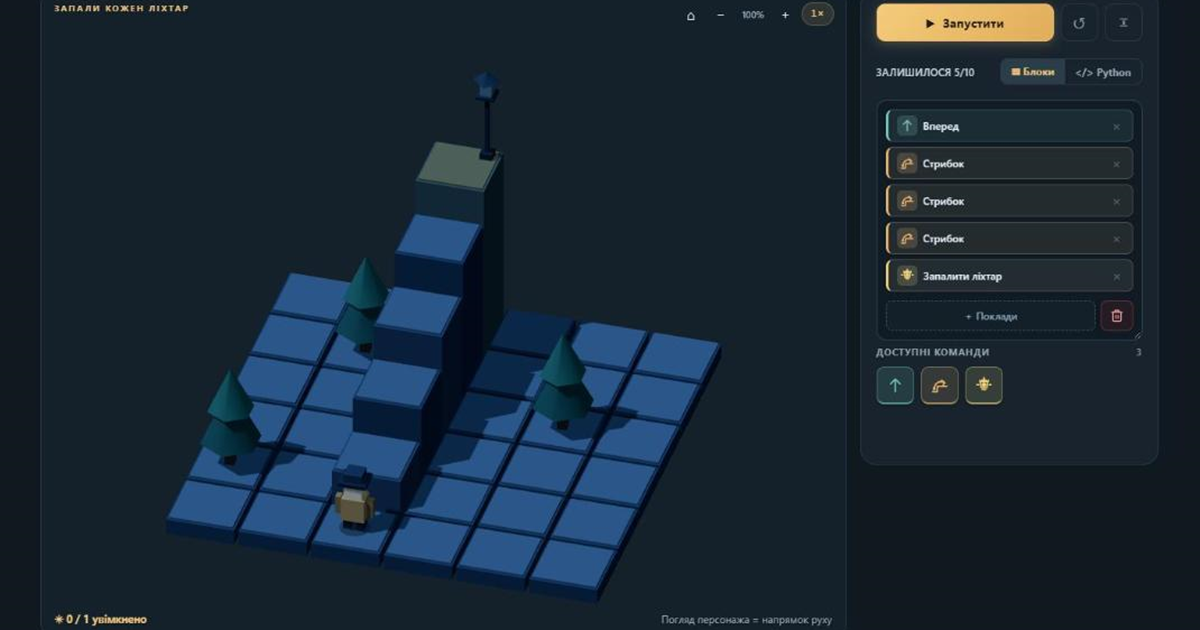 ЗАПАЛИ КОЖЕН ЛІХТАР
100%
1×
Запустити
ЗАЛИШИЛОСЯ 5/10
Блоки
</> Python
Вперед
Стрибок
Стрибок
Стрибок
Запалити ліхтар
+ Поклади
ДОСТУПНІ КОМАНДИ
3
0 / 1 увімкнено
Погляд персонажа = напрямок руху